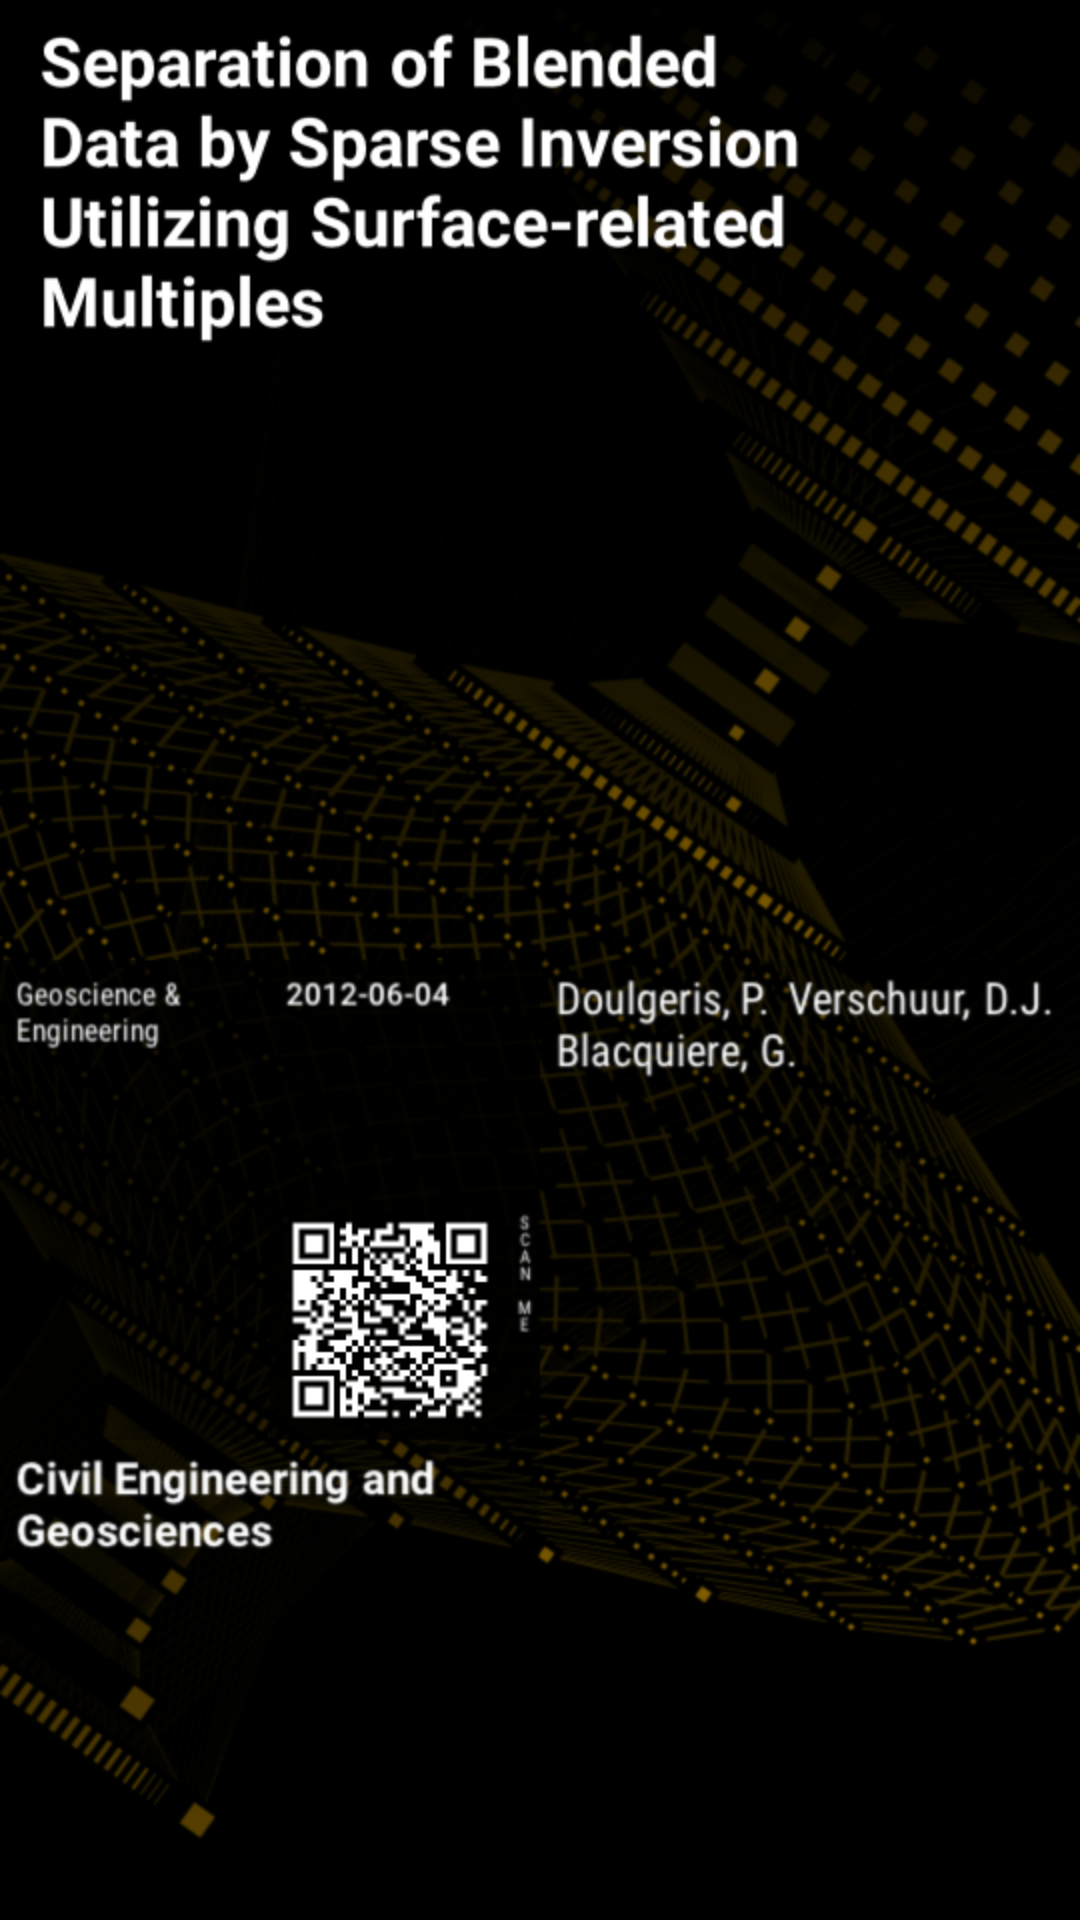 Separation of Blended
Data by Sparse Inversion
Utilizing Surface-related
Multiples
Geoscience &
Engineering
2012-06-04
Doulgeris, P.  Verschuur, D.J.
Blacquiere, G.
SCAN ME
Civil Engineering and
Geosciences